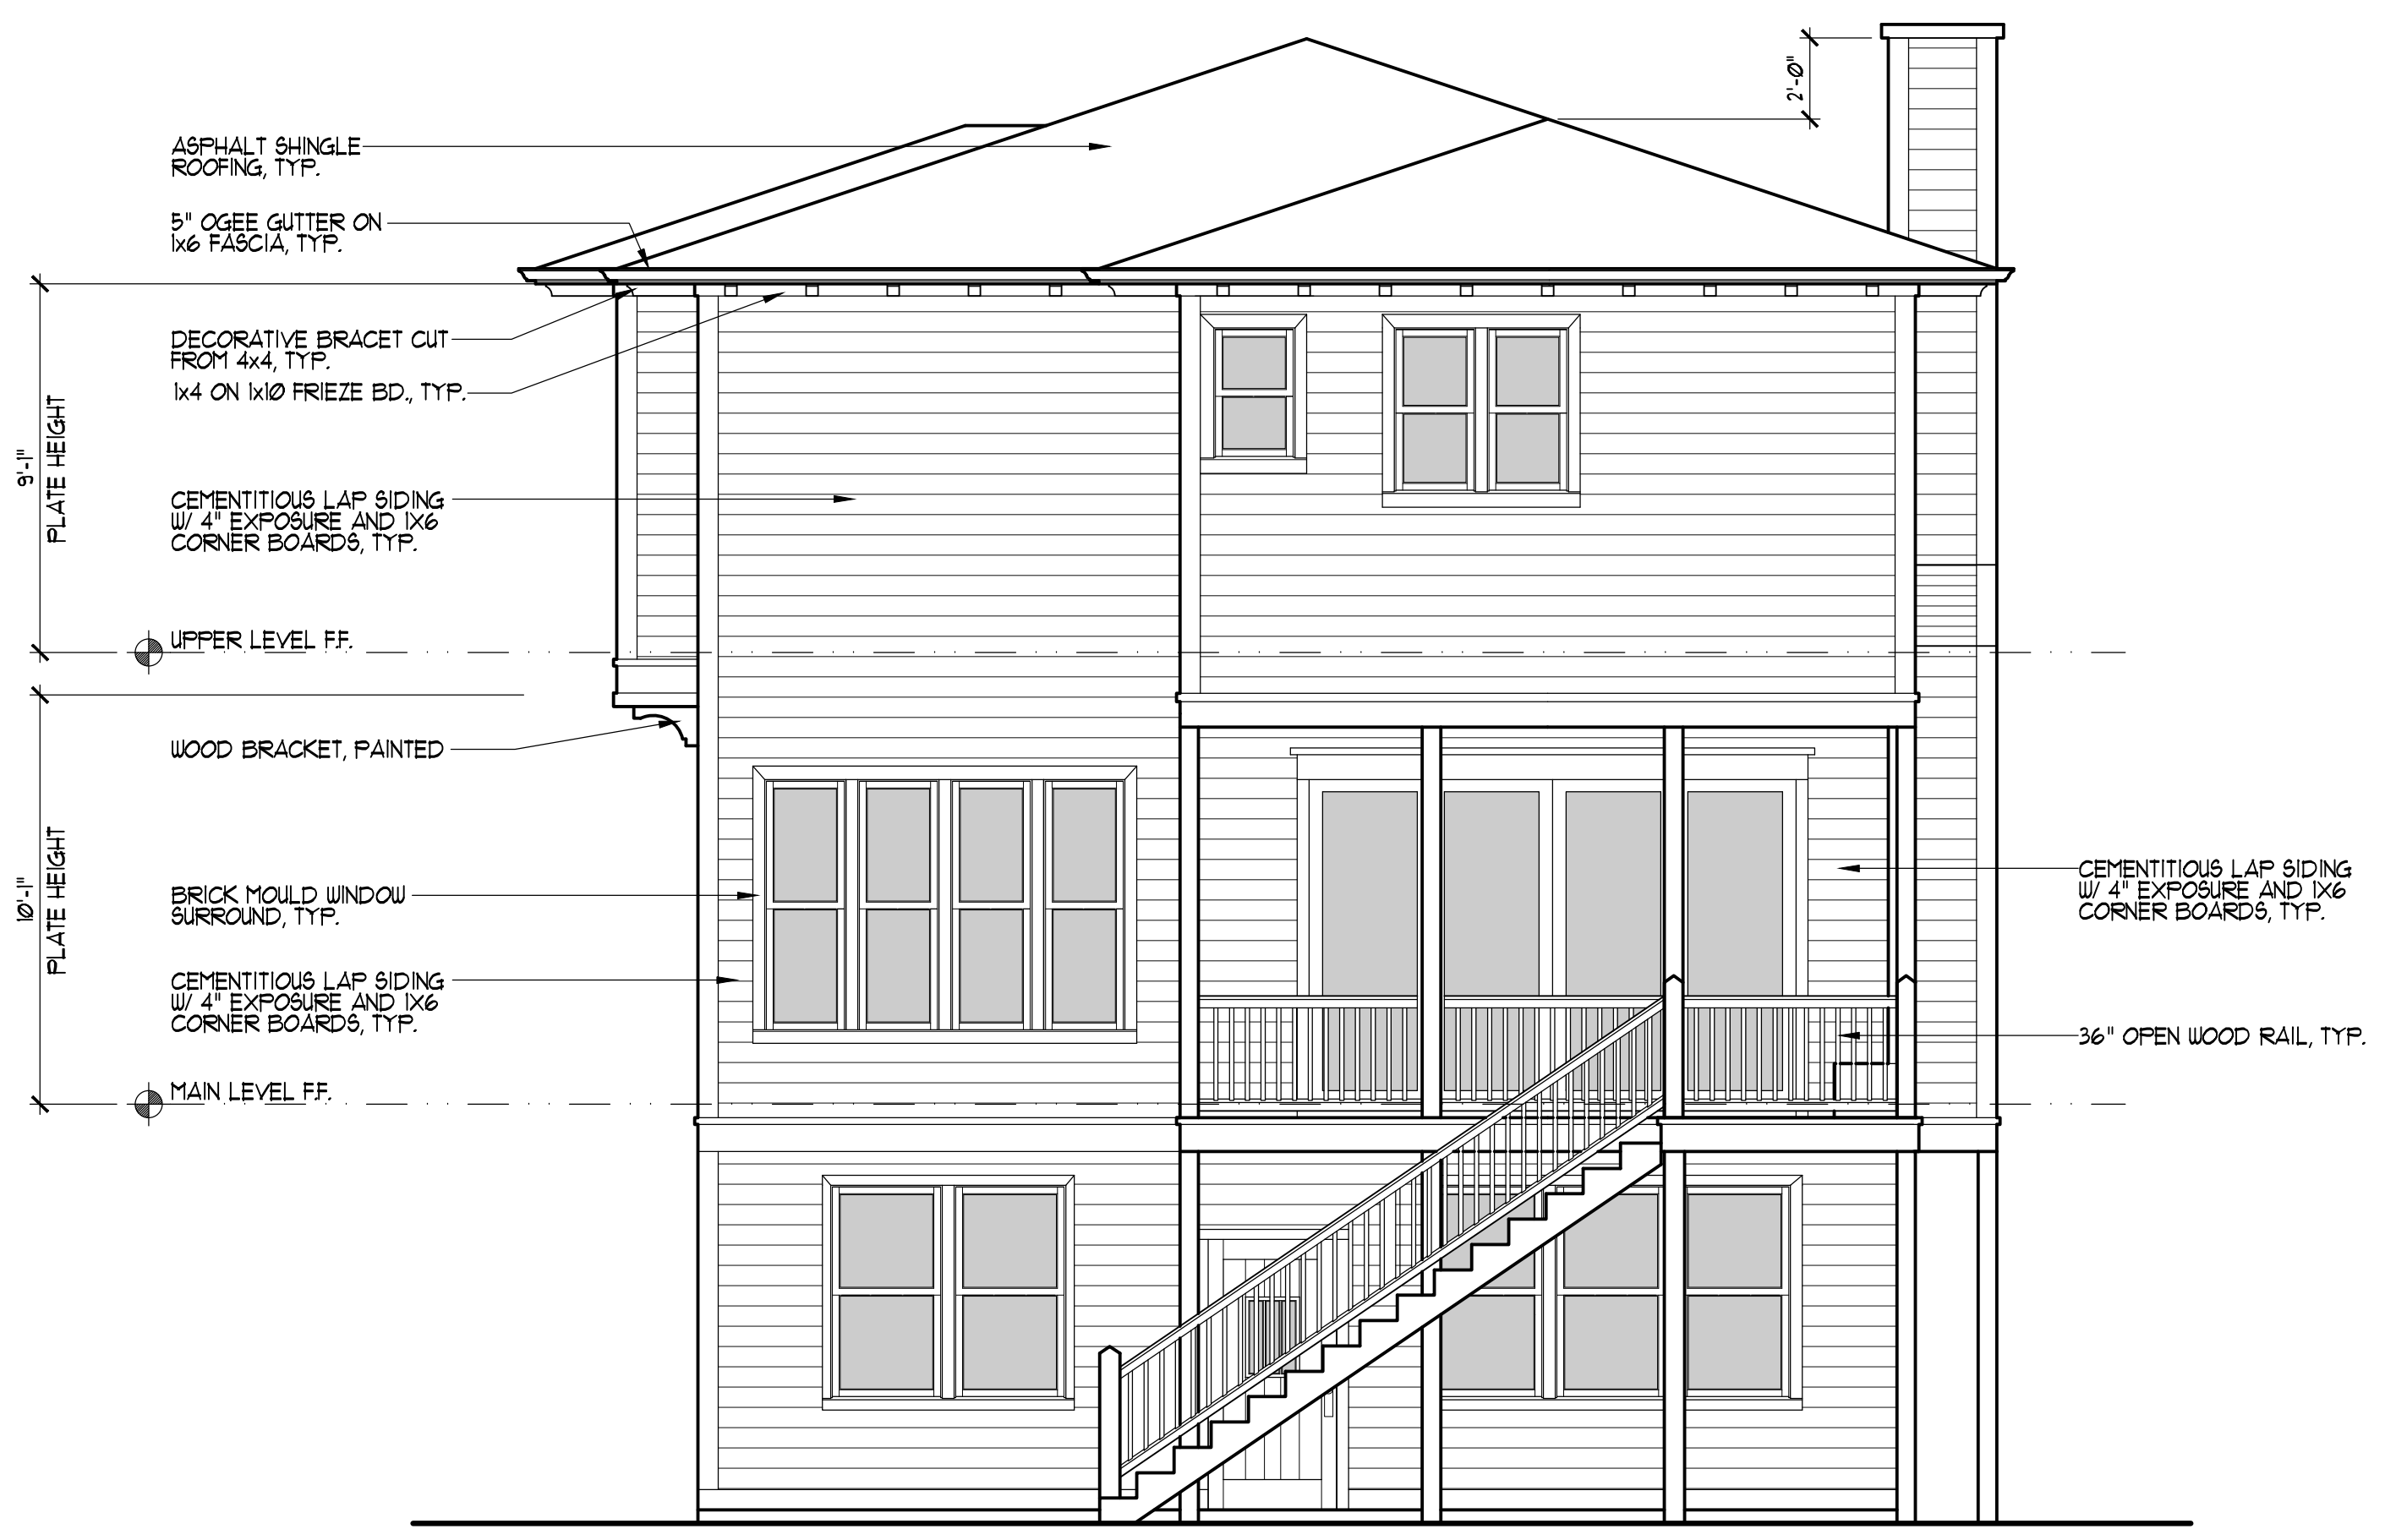 2'-0"
ASPHALT SHINGLE
ROOFING, TYP.
5" OGEE GUTTER ON
1x6 FASCIA, TYP.
DECORATIVE BRACET CUT
FROM 4x4, TYP.
1x4 ON 1x10 FRIEZE BD., TYP.
9'-1"
PLATE HEIGHT
CEMENTITIOUS LAP SIDING
W/ 4" EXPOSURE AND 1X6
CORNER BOARDS, TYP.
UPPER LEVEL F.F.
WOOD BRACKET, PAINTED
10'-1"
PLATE HEIGHT
BRICK MOULD WINDOW
SURROUND, TYP.
CEMENTITIOUS LAP SIDING
W/ 4" EXPOSURE AND 1X6
CORNER BOARDS, TYP.
MAIN LEVEL F.F.
CEMENTITIOUS LAP SIDING
W/ 4" EXPOSURE AND 1X6
CORNER BOARDS, TYP.
36" OPEN WOOD RAIL, TYP.